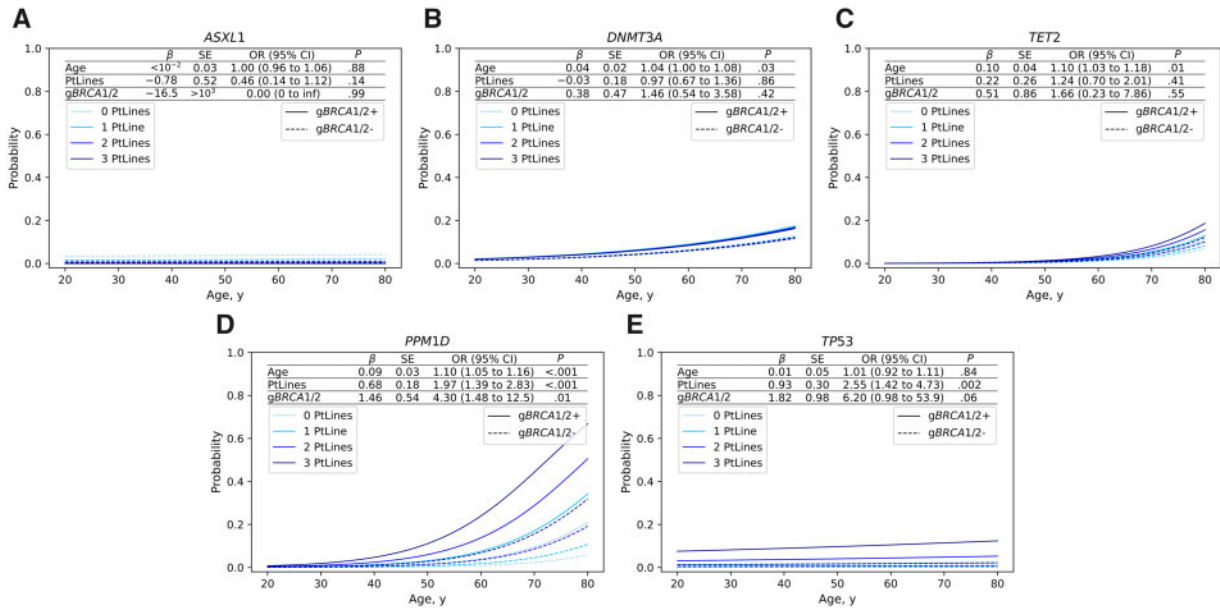 A
ASXL1
β SE OR (95% CI) P
Age <10⁻² 0.03 1.00 (0.96 to 1.06) .88
PtLines −0.78 0.52 0.46 (0.14 to 1.12) .14
gBRCA1/2 −16.5 >10³ 0.00 (0 to inf) .99
0 PtLines
1 PtLine
2 PtLines
3 PtLines
gBRCA1/2+
gBRCA1/2-
Probability
1.0
0.8
0.6
0.4
0.2
0.0
20 30 40 50 60 70 80
Age, y
B
DNMT3A
β SE OR (95% CI) P
Age 0.04 0.02 1.04 (1.00 to 1.08) .03
PtLines −0.03 0.18 0.97 (0.67 to 1.36) .86
gBRCA1/2 0.38 0.47 1.46 (0.54 to 3.58) .42
0 PtLines
1 PtLine
2 PtLines
3 PtLines
gBRCA1/2+
gBRCA1/2-
Probability
1.0
0.8
0.6
0.4
0.2
0.0
20 30 40 50 60 70 80
Age, y
C
TET2
β SE OR (95% CI) P
Age 0.10 0.04 1.10 (1.03 to 1.18) .01
PtLines 0.22 0.26 1.24 (0.70 to 2.01) .41
gBRCA1/2 0.51 0.86 1.66 (0.23 to 7.86) .55
0 PtLines
1 PtLine
2 PtLines
3 PtLines
gBRCA1/2+
gBRCA1/2-
Probability
1.0
0.8
0.6
0.4
0.2
0.0
20 30 40 50 60 70 80
Age, y
D
PPM1D
β SE OR (95% CI) P
Age 0.09 0.03 1.10 (1.05 to 1.16) <.001
PtLines 0.68 0.18 1.97 (1.39 to 2.83) <.001
gBRCA1/2 1.46 0.54 4.30 (1.48 to 12.5) .01
0 PtLines
1 PtLine
2 PtLines
3 PtLines
gBRCA1/2+
gBRCA1/2-
Probability
1.0
0.8
0.6
0.4
0.2
0.0
20 30 40 50 60 70 80
Age, y
E
TP53
β SE OR (95% CI) P
Age 0.01 0.05 1.01 (0.92 to 1.11) .84
PtLines 0.93 0.30 2.55 (1.42 to 4.73) .002
gBRCA1/2 1.82 0.98 6.20 (0.98 to 53.9) .06
0 PtLines
1 PtLine
2 PtLines
3 PtLines
gBRCA1/2+
gBRCA1/2-
Probability
1.0
0.8
0.6
0.4
0.2
0.0
20 30 40 50 60 70 80
Age, y